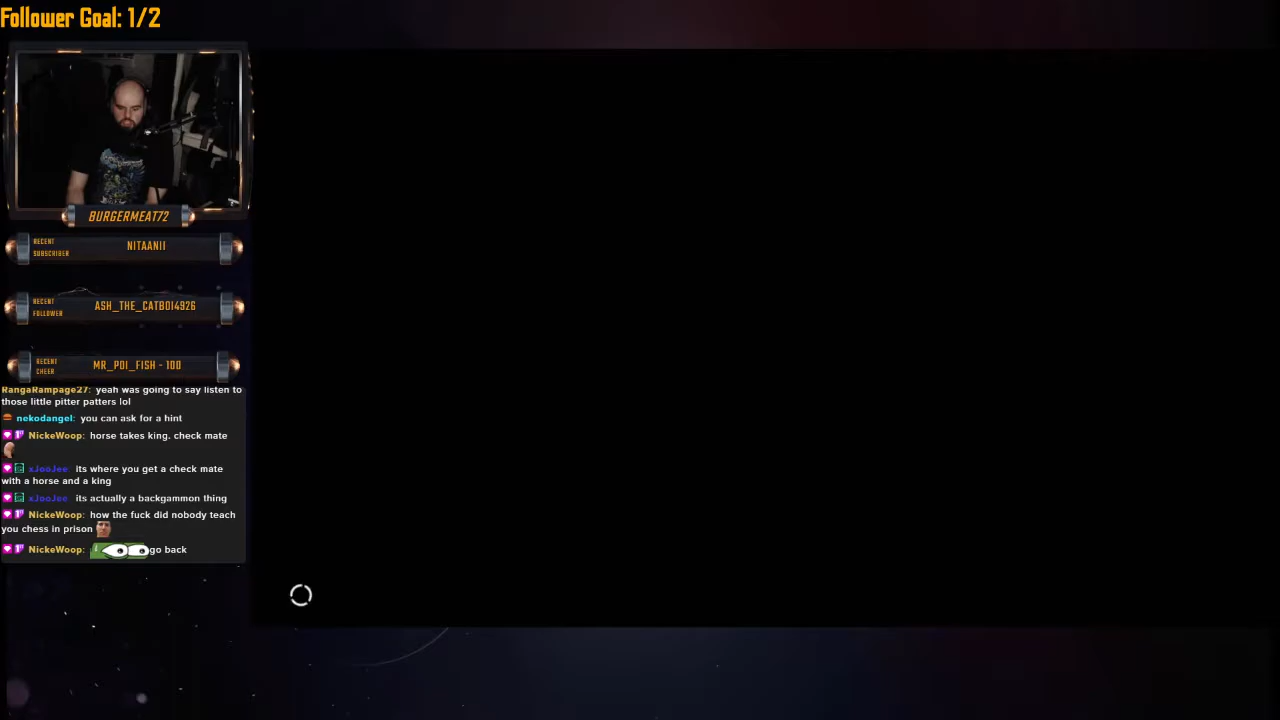 Follower Goal: 1/2
BURGERMEAT72
RECENT
SUBSCRIBER
NITAANII
RECENT
FOLLOWER
ASH_THE_CATBOI4926
RECENT
CHEER
MR_POI_FISH - 100
RangaRampage27: yeah was going to say listen to
those little pitter patters lol
nekodangel: you can ask for a hint
NickeWoop: horse takes king. check mate
xJooJee: its where you get a check mate
with a horse and a king
xJooJee: its actually a backgammon thing
NickeWoop: how the fuck did nobody teach
you chess in prison
NickeWoop: go back